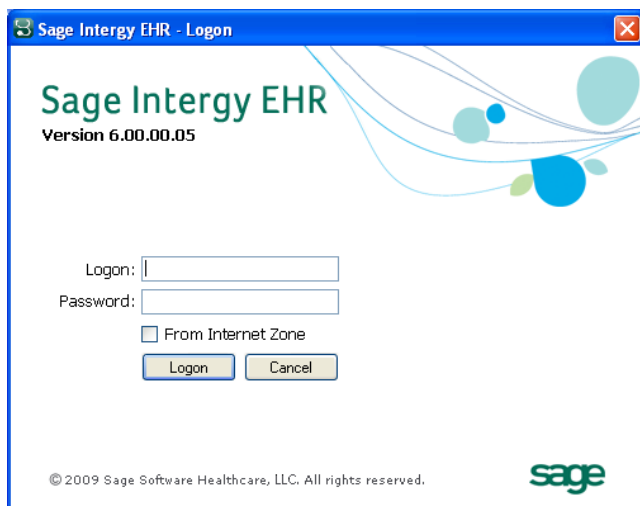 Sage Intergy EHR - Logon
Sage Intergy EHR
Version 6.00.00.05
Logon:
Password:
From Internet Zone
Logon Cancel
© 2009 Sage Software Healthcare, LLC. All rights reserved.
sage